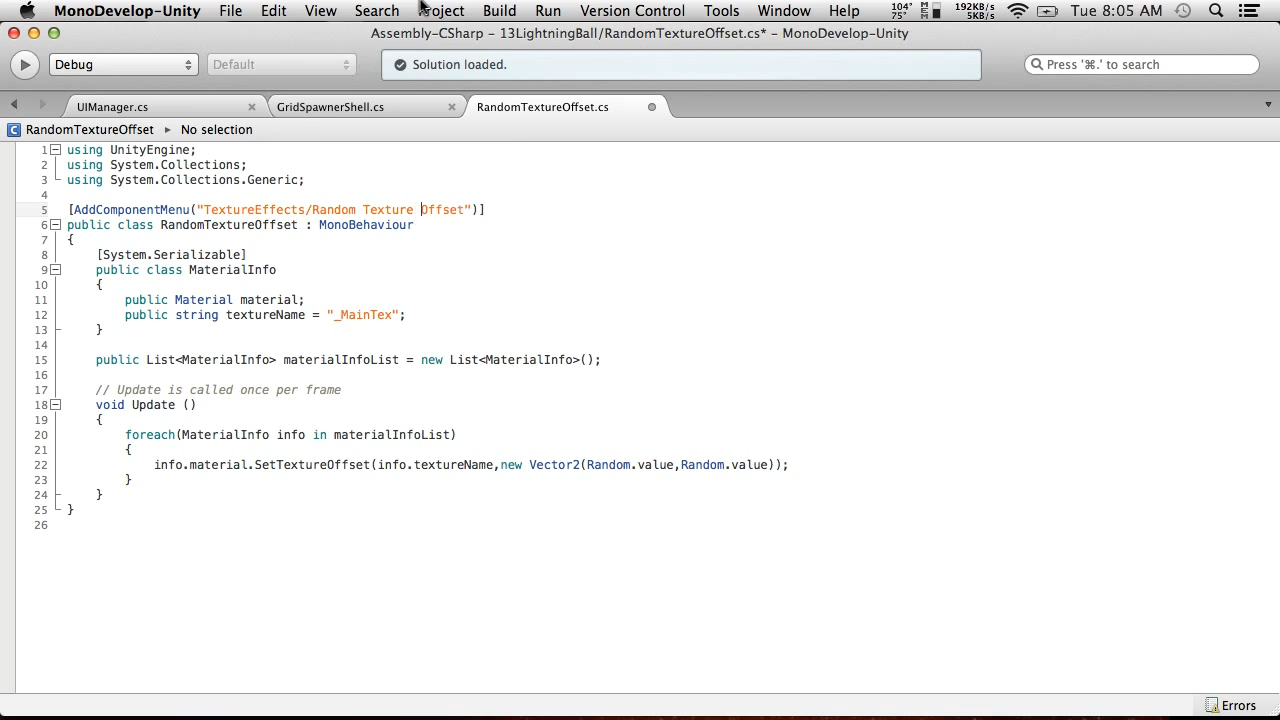 MonoDevelop-Unity File Edit View Search Project Build Run Version Control Tools Window Help 104° 75° MEM 192KB/s 5KB/s Tue 8:05 AM
Assembly-CSharp – 13LightningBall/RandomTextureOffset.cs* – MonoDevelop-Unity
Debug Default Solution loaded. Press '⌘.' to search
UIManager.cs GridSpawnerShell.cs RandomTextureOffset.cs
C RandomTextureOffset No selection
1 using UnityEngine;
2 using System.Collections;
3 using System.Collections.Generic;
4
5 [AddComponentMenu("TextureEffects/Random Texture Offset")]
6 public class RandomTextureOffset : MonoBehaviour
7 {
8 [System.Serializable]
9 public class MaterialInfo
10 {
11 public Material material;
12 public string textureName = "_MainTex";
13 }
14
15 public List<MaterialInfo> materialInfoList = new List<MaterialInfo>();
16
17 // Update is called once per frame
18 void Update ()
19 {
20 foreach(MaterialInfo info in materialInfoList)
21 {
22 info.material.SetTextureOffset(info.textureName,new Vector2(Random.value,Random.value));
23 }
24 }
25 }
26
Errors